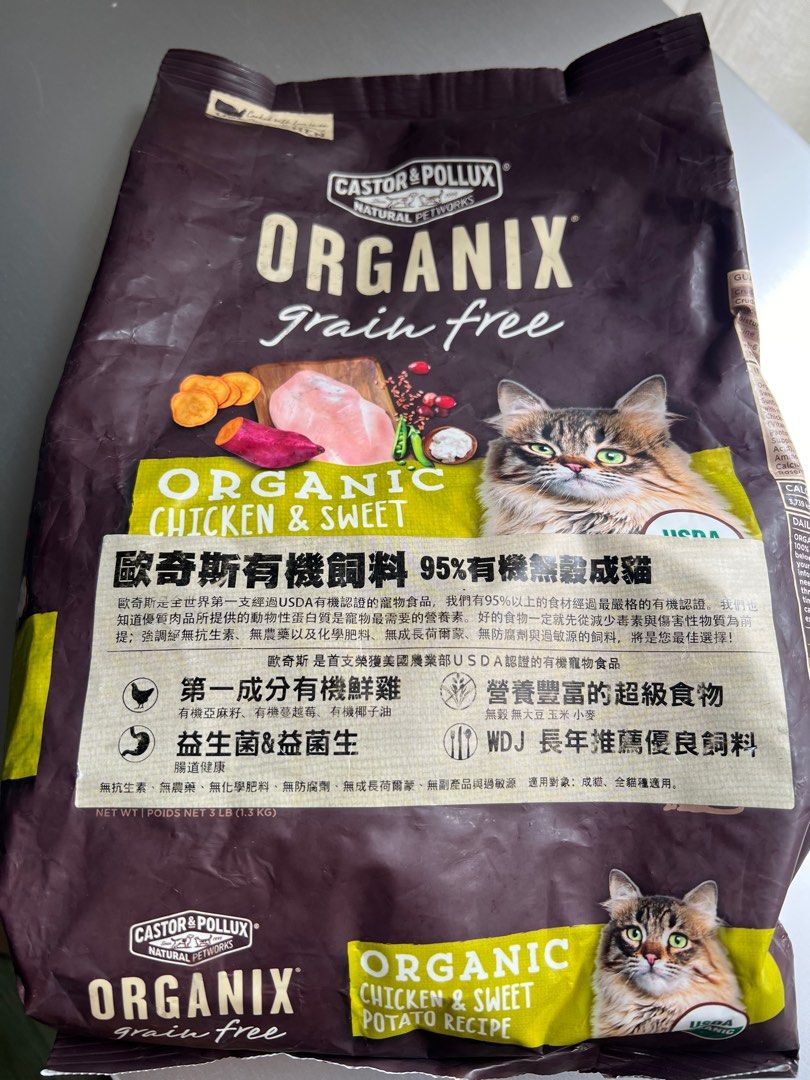 CASTOR & POLLUX
NATURAL PETWORKS
ORGANIX
grain free
ORGANIC
CHICKEN & SWEET
USDA
歐奇斯有機飼料 95%有機無穀成貓
歐奇斯是全世界第一支經過USDA有機認證的寵物食品，我們有95%以上的食材經過最嚴格的有機認證。我們也
知道優質肉品所提供的動物性蛋白質是寵物最需要的營養素。好的食物一定就先從減少毒素與傷害性物質為前
提；強調絕無抗生素、無農藥以及化學肥料、無成長荷爾蒙、無防腐劑與過敏源的飼料，將是您最佳選擇！
歐奇斯 是首支榮獲美國農業部USDA認證的有機寵物食品
第一成分有機鮮雞
有機亞麻籽、有機蔓越莓、有機椰子油
營養豐富的超級食物
無穀 無大豆 玉米 小麥
益生菌&益菌生
腸道健康
WDJ 長年推薦優良飼料
無抗生素、無農藥、無化學肥料、無防腐劑、無成長荷爾蒙、無副產品與過敏源 適用對象：成貓、全貓種適用。
NET WT | POIDS NET 3 LB (1.3 KG)
CASTOR & POLLUX
NATURAL PETWORKS
ORGANIX
grain free
ORGANIC
CHICKEN & SWEET
POTATO RECIPE
USDA
ORGANIC